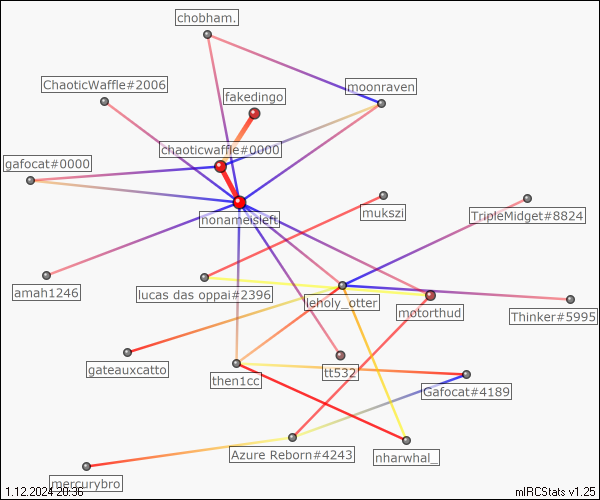 chobham.
ChaoticWaffle#2006
moonraven
fakedingo
chaoticwaffle#0000
gafocat#0000
mukszi
TripleMidget#8824
nonameisleft
amah1246
lucas das oppai#2396
leholy_otter
motorthud
Thinker#5995
gateauxcatto
then1cc
tt532
Gafocat#4189
Azure Reborn#4243
nharwhal_
mercurybro
1.12.2024 20:36
mIRCStats v1.25